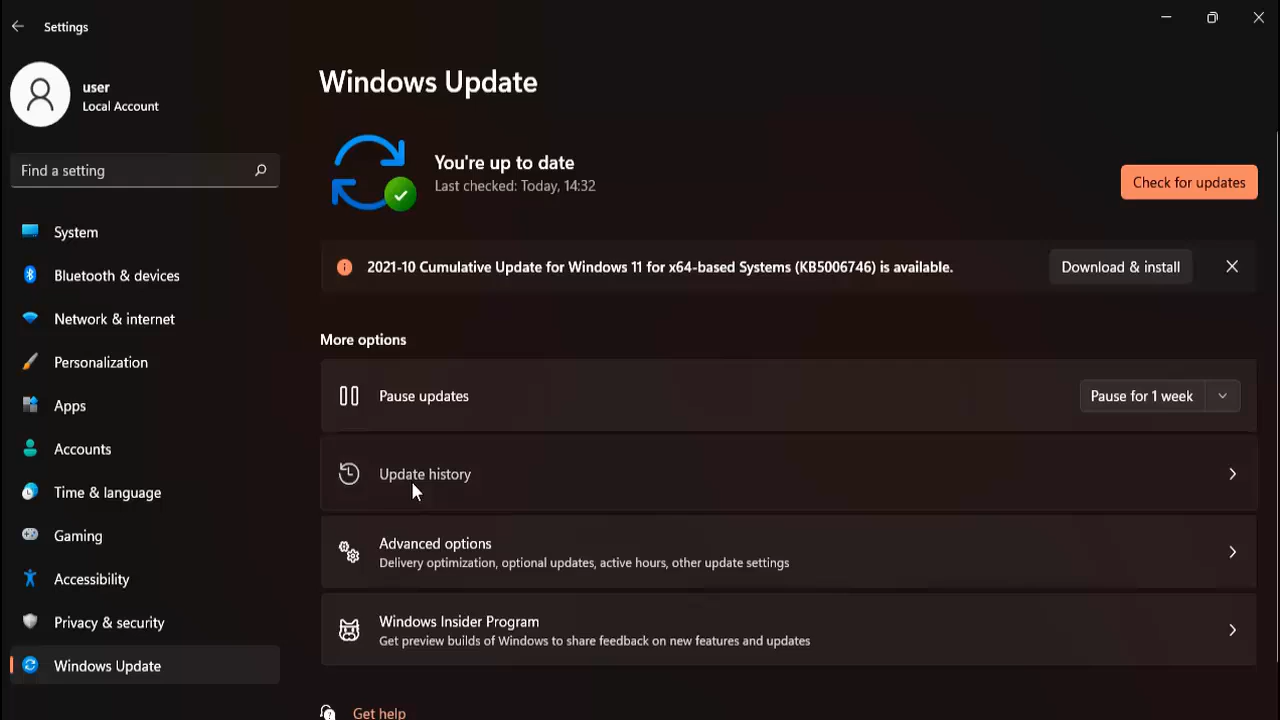 Settings
user
Local Account
Find a setting
System
Bluetooth & devices
Network & internet
Personalization
Apps
Accounts
Time & language
Gaming
Accessibility
Privacy & security
Windows Update
Windows Update
You're up to date
Last checked: Today, 14:32
Check for updates
2021-10 Cumulative Update for Windows 11 for x64-based Systems (KB5006746) is available.
Download & install
More options
Pause updates
Pause for 1 week
Update history
Advanced options
Delivery optimization, optional updates, active hours, other update settings
Windows Insider Program
Get preview builds of Windows to share feedback on new features and updates
Get help